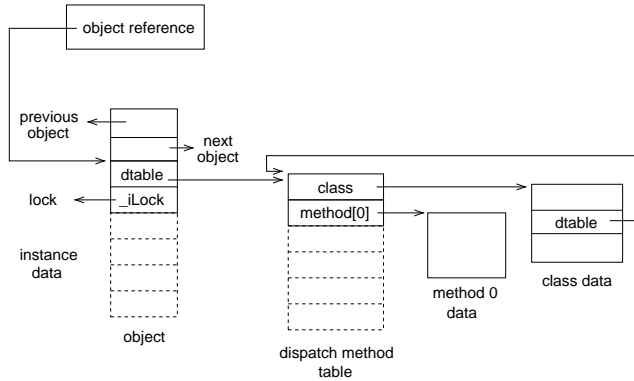 object reference
previous
object
next
object
dtable
lock
_iLock
instance
data
object
class
method[0]
dispatch method
table
method 0
data
dtable
class data